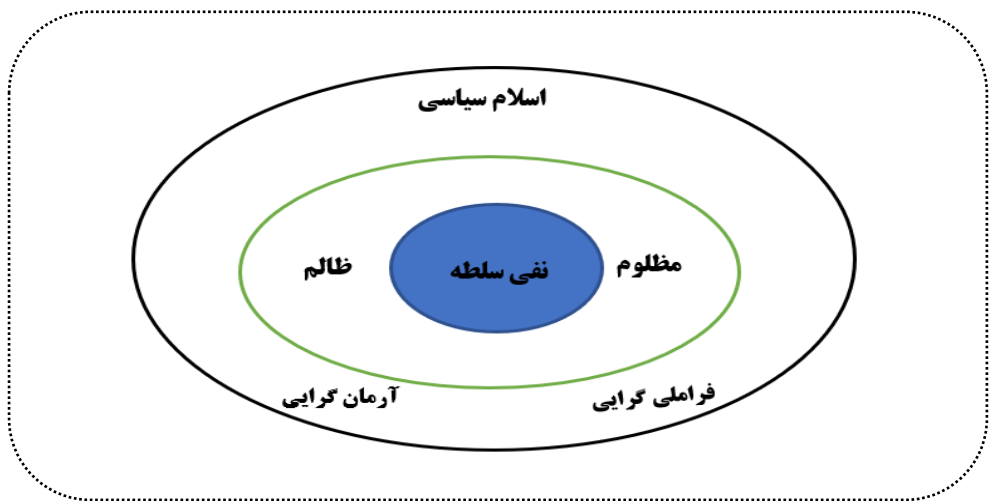 اسلام سیاسی
مظلوم
نفی سلطه
ظالم
فراملی گرایی
آرمان گرایی